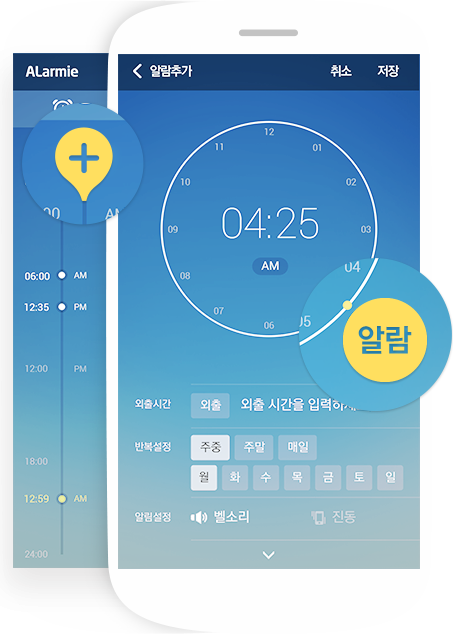 ALarmie
00
AM
06:00 AM
12:35 PM
12:00 PM
18:00
12:59 AM
24:00
알람추가
취소
저장
12
11
01
10
02
09
08
04
07
05
06
04:25
AM
알람
외출시간
외출
외출 시간을 입력하세
반복설정
주중
주말
매일
월
화
수
목
금
토
일
알림설정
벨소리
진동